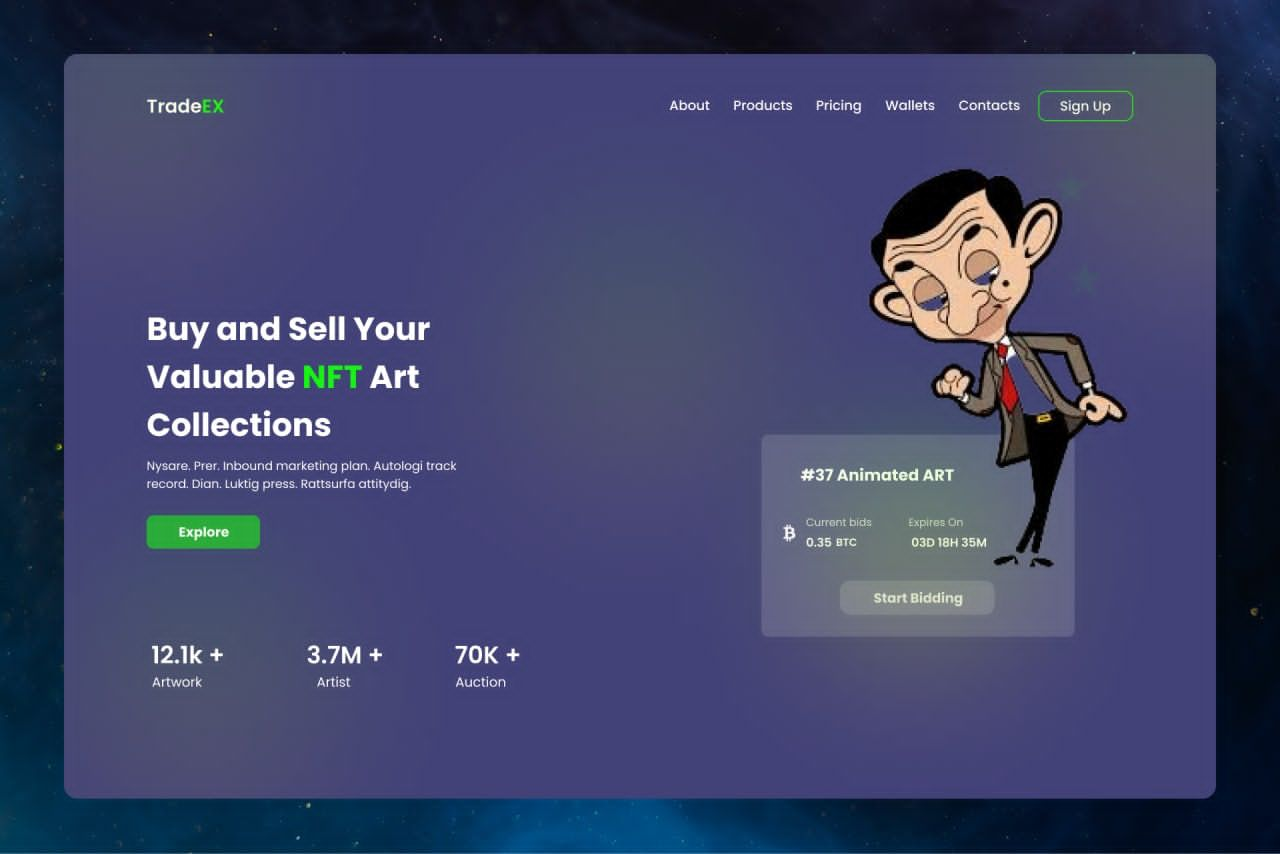 TradeEX
About Products Pricing Wallets Contacts Sign Up
Buy and Sell Your
Valuable NFT Art
Collections
Nysare. Prer. Inbound marketing plan. Autologi track
record. Dian. Luktig press. Rattsurfa attitydig.
Explore
12.1k + 3.7M + 70K +
Artwork Artist Auction
#37 Animated ART
Current bids Expires On
0.35 BTC 03D 18H 35M
Start Bidding